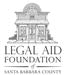 LEGAL AID
FOUNDATION
of
SANTA BARBARA COUNTY